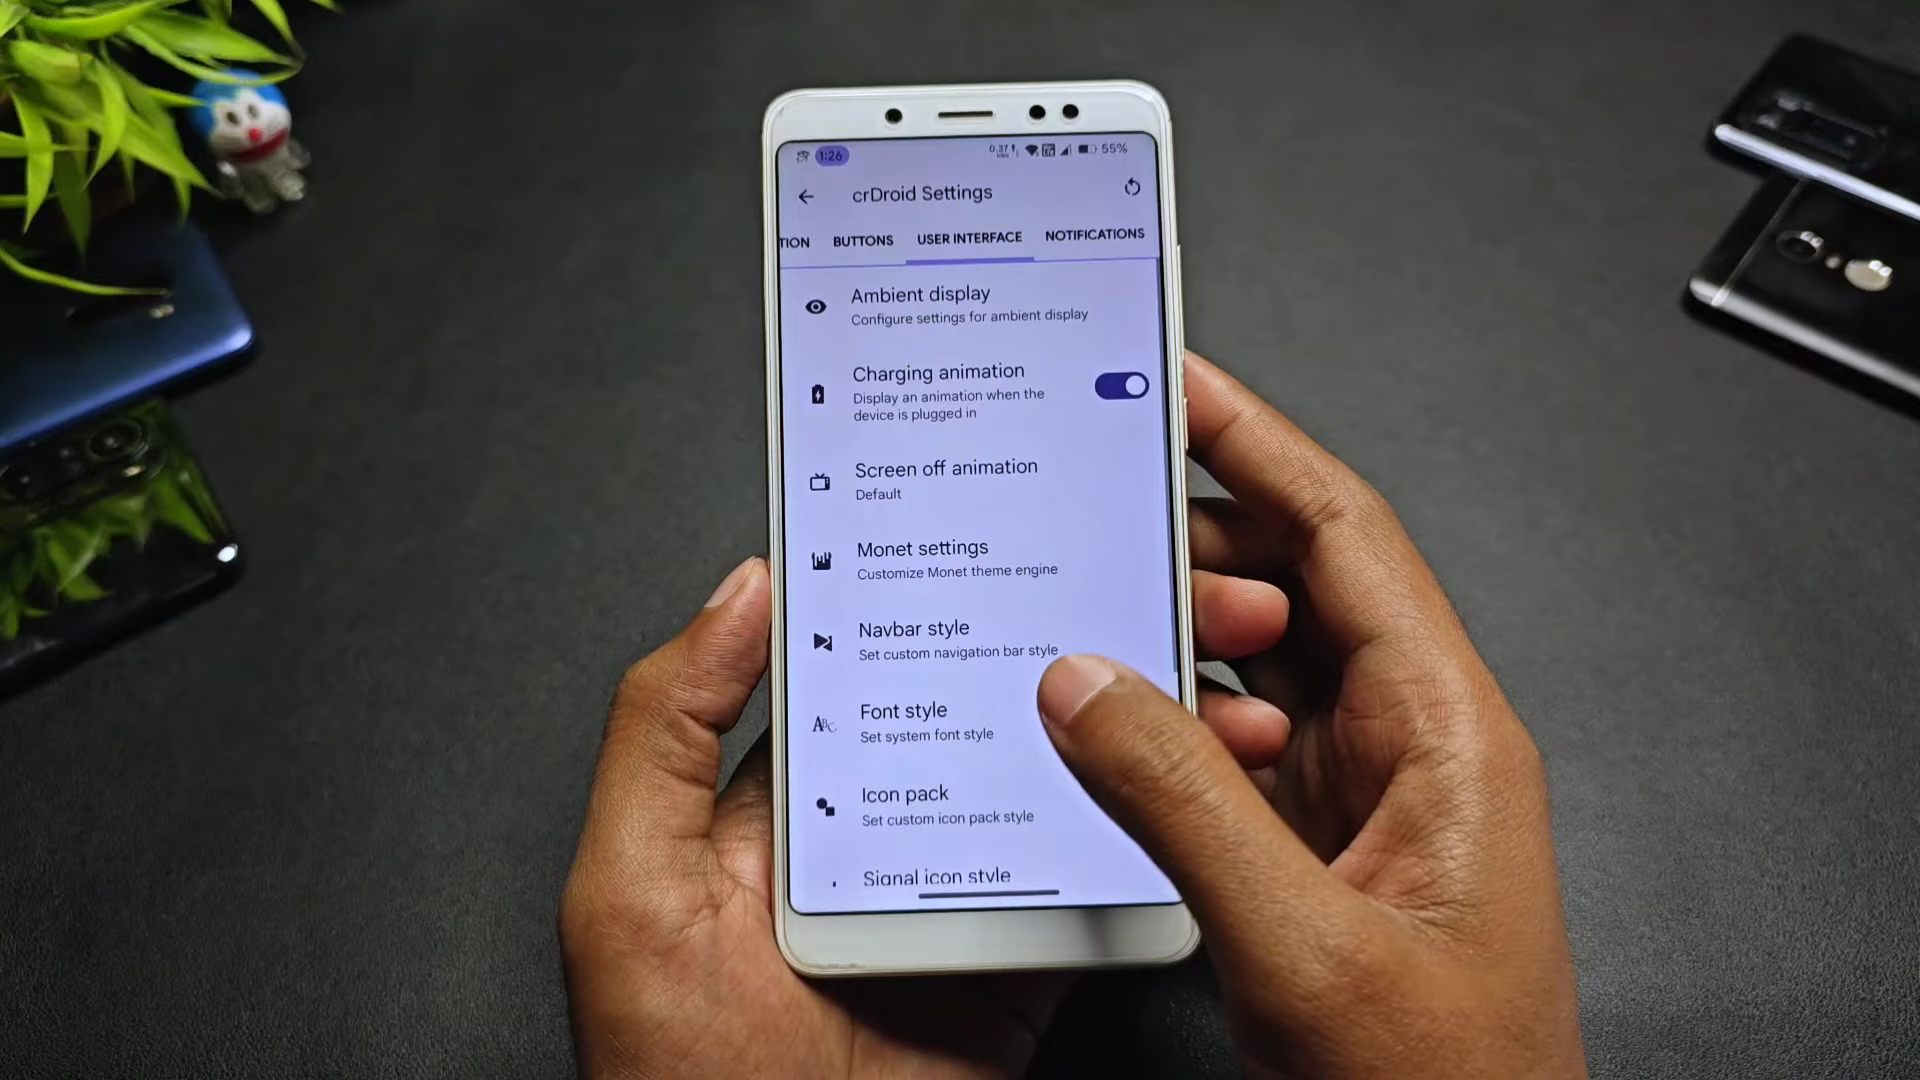 1:26
0.37
55%
crDroid Settings
TION BUTTONS USER INTERFACE NOTIFICATIONS
Ambient display
Configure settings for ambient display
Charging animation
Display an animation when the
device is plugged in
Screen off animation
Default
Monet settings
Customize Monet theme engine
Navbar style
Set custom navigation bar style
ABC
Font style
Set system font style
Icon pack
Set custom icon pack style
Signal icon style